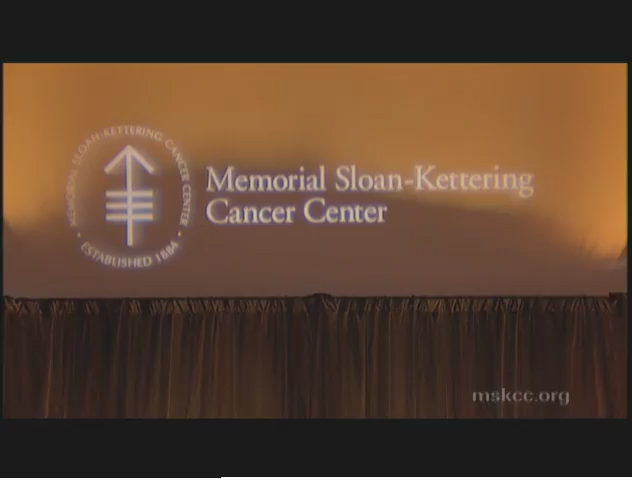 MEMORIAL SLOAN-KETTERING CANCER CENTER
ESTABLISHED 1884
Memorial Sloan-Kettering
Cancer Center
mskcc.org